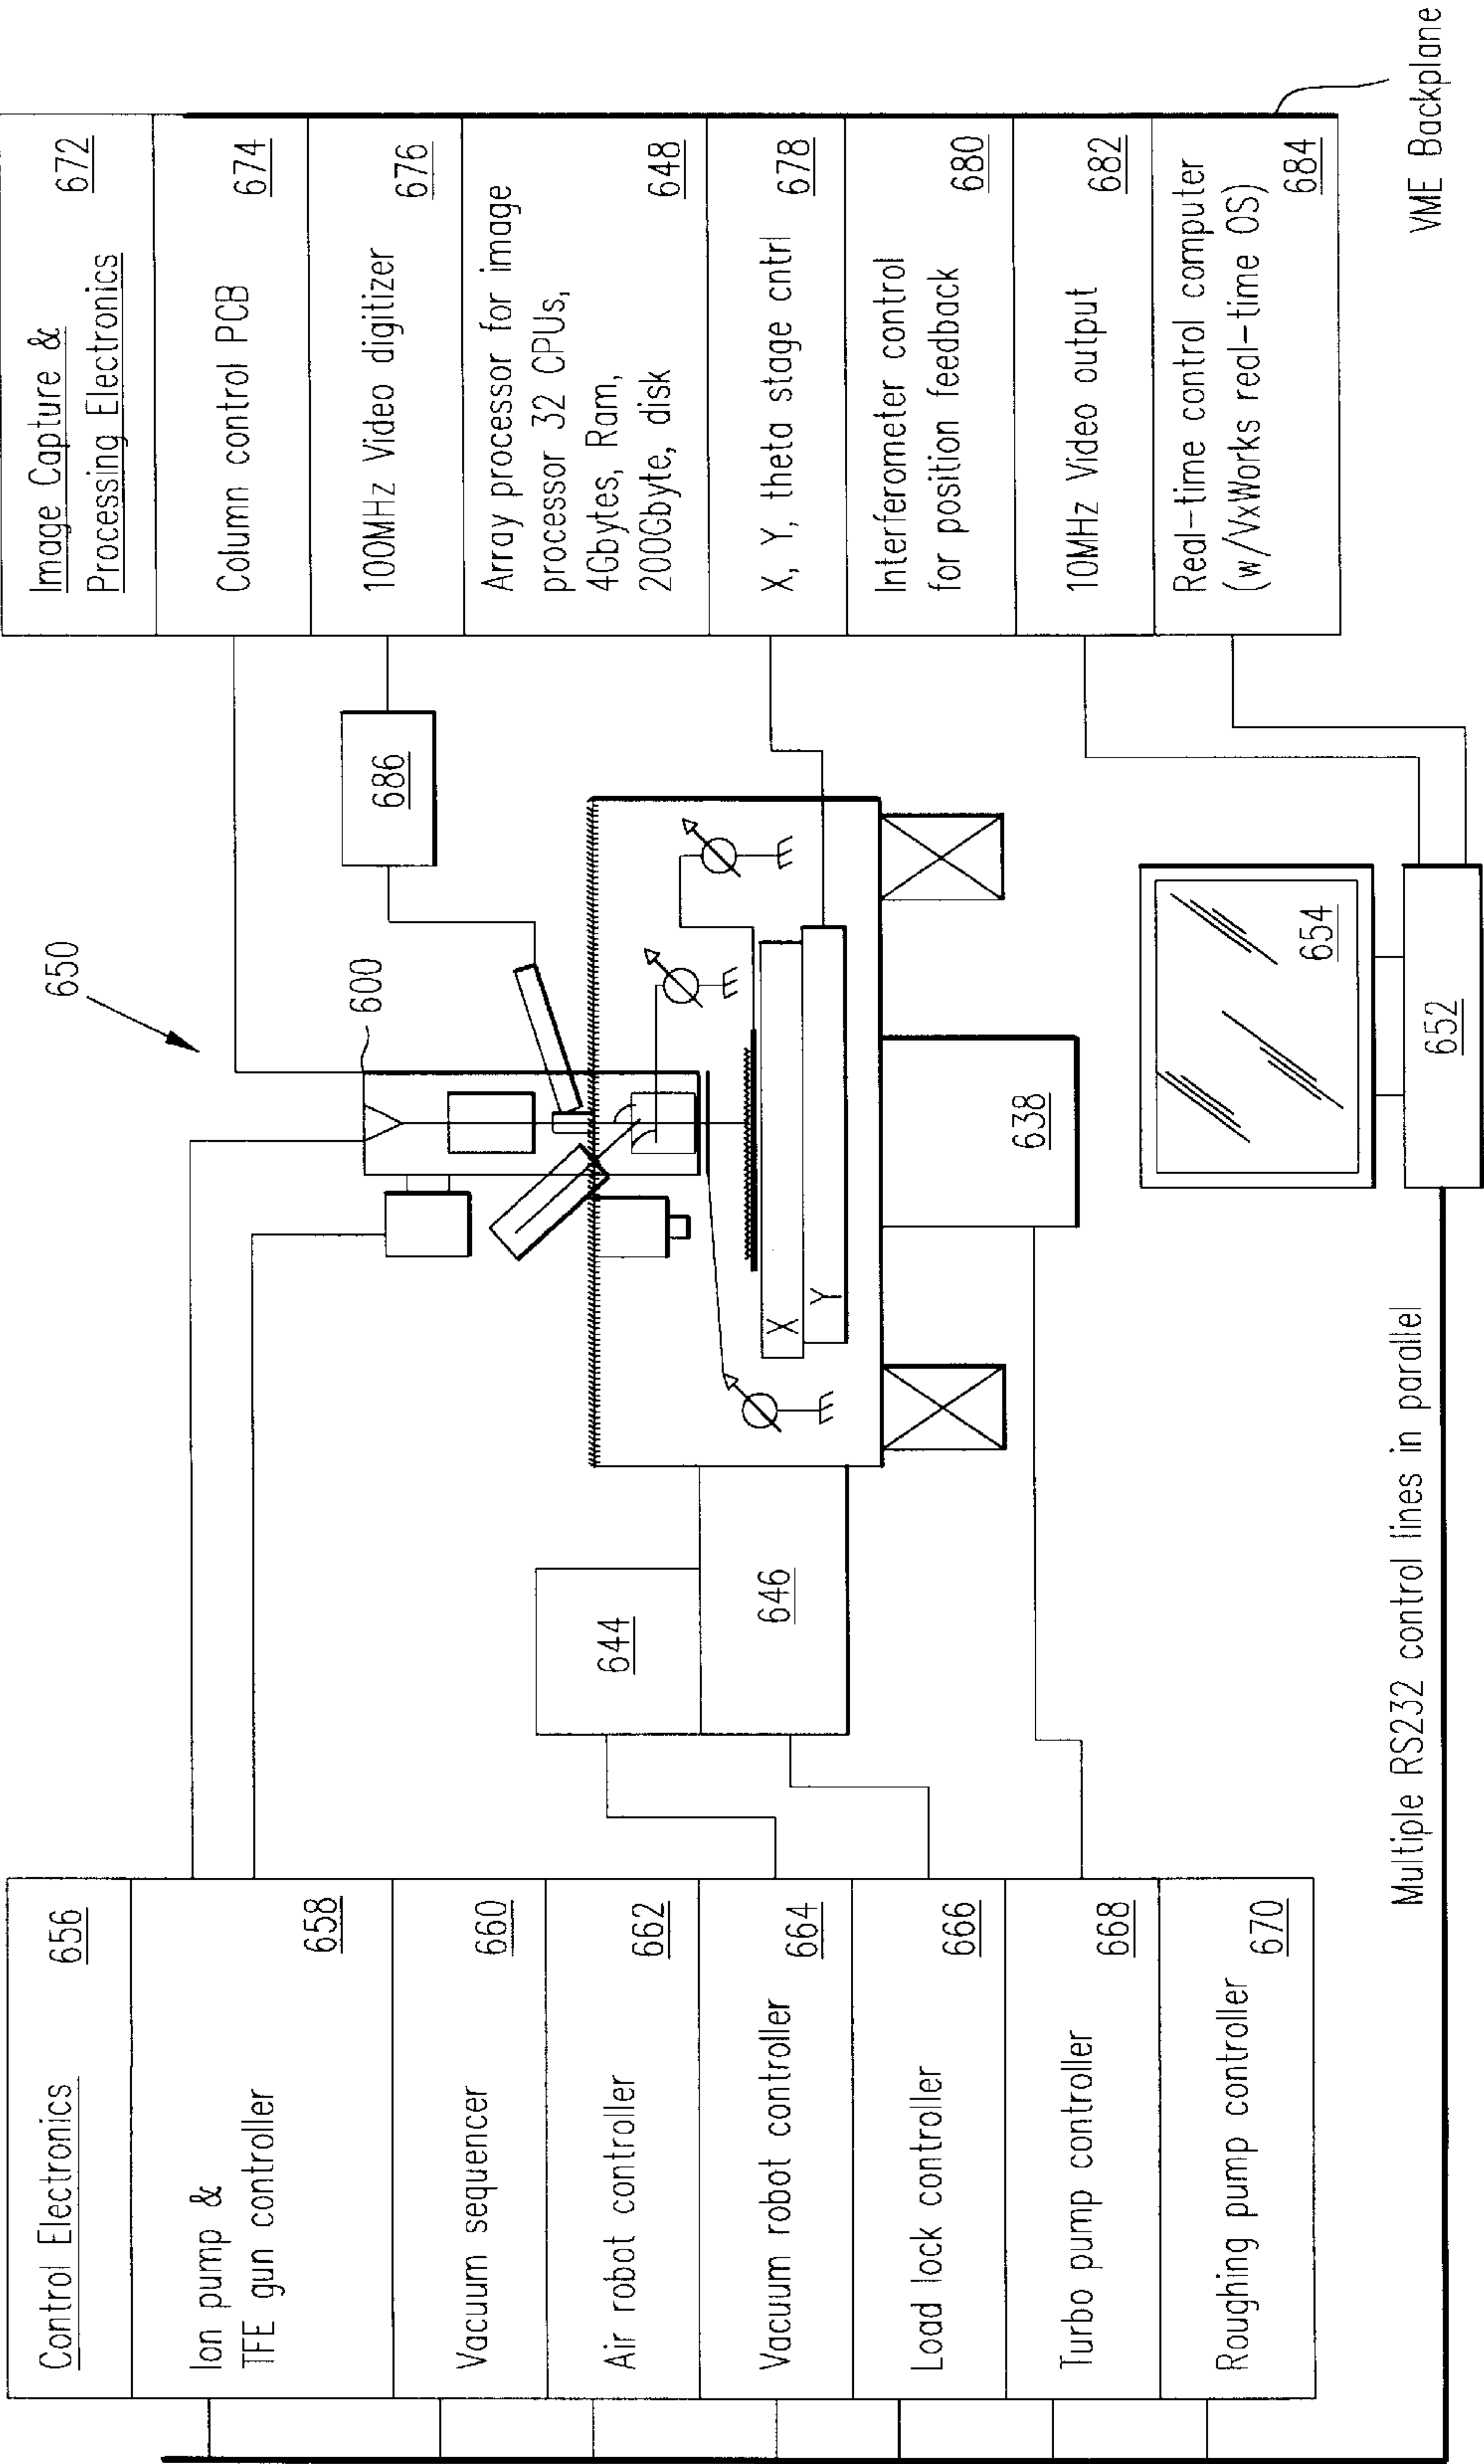 650
600
Control Electronics
656
Ion pump &
TFE gun controller
658
Vacuum sequencer
660
Air robot controller
662
Vacuum robot controller
664
Load lock controller
666
Turbo pump controller
668
Roughing pump controller
670
644
646
X
Y
638
686
654
652
Image Capture &
Processing Electronics
672
Column control PCB
674
100MHz Video digitizer
676
Array processor for image
processor 32 CPUs,
4Gbytes, Ram,
200Gbyte, disk
648
X, Y, theta stage cntrl
678
Interferometer control
for position feedback
680
10MHz Video output
682
Real-time control computer
(w/VxWorks real-time OS)
684
VME Backplane
Multiple RS232 control lines in parallel